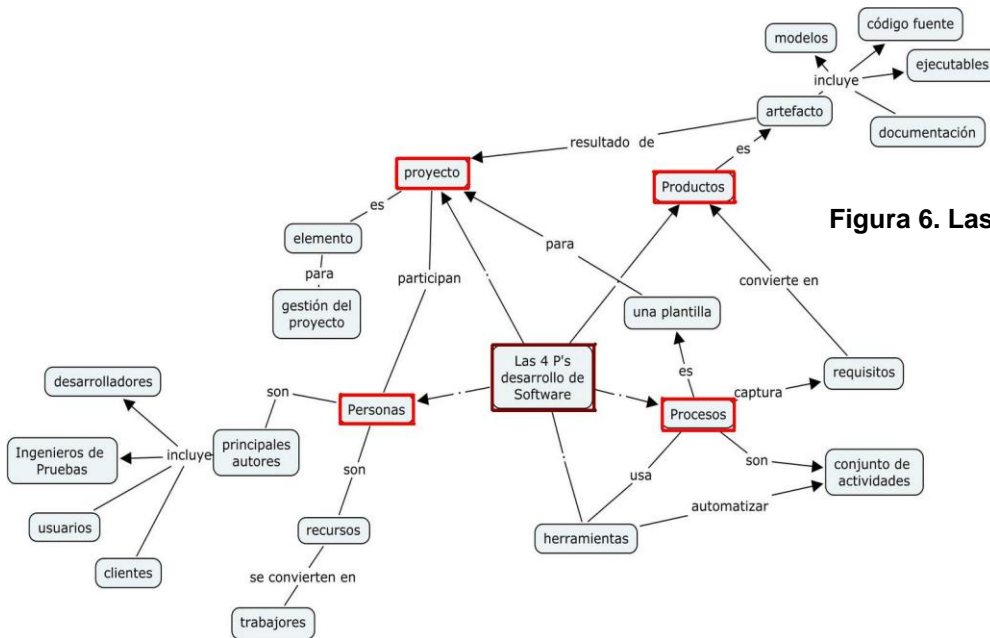 código fuente
modelos
ejecutables
incluye
artefacto
documentación
resultado de
es
proyecto
Productos
es
elemento
Figura 6. Las
para
para
participan
convierte en
gestión del
proyecto
una plantilla
Las 4 P's
desarrollo de
Software
es
requisitos
desarrolladores
captura
son
Personas
Procesos
Ingenieros de
Pruebas
incluye
principales
autores
son
son
conjunto de
actividades
usa
automatizar
usuarios
recursos
herramientas
clientes
se convierten en
trabajores